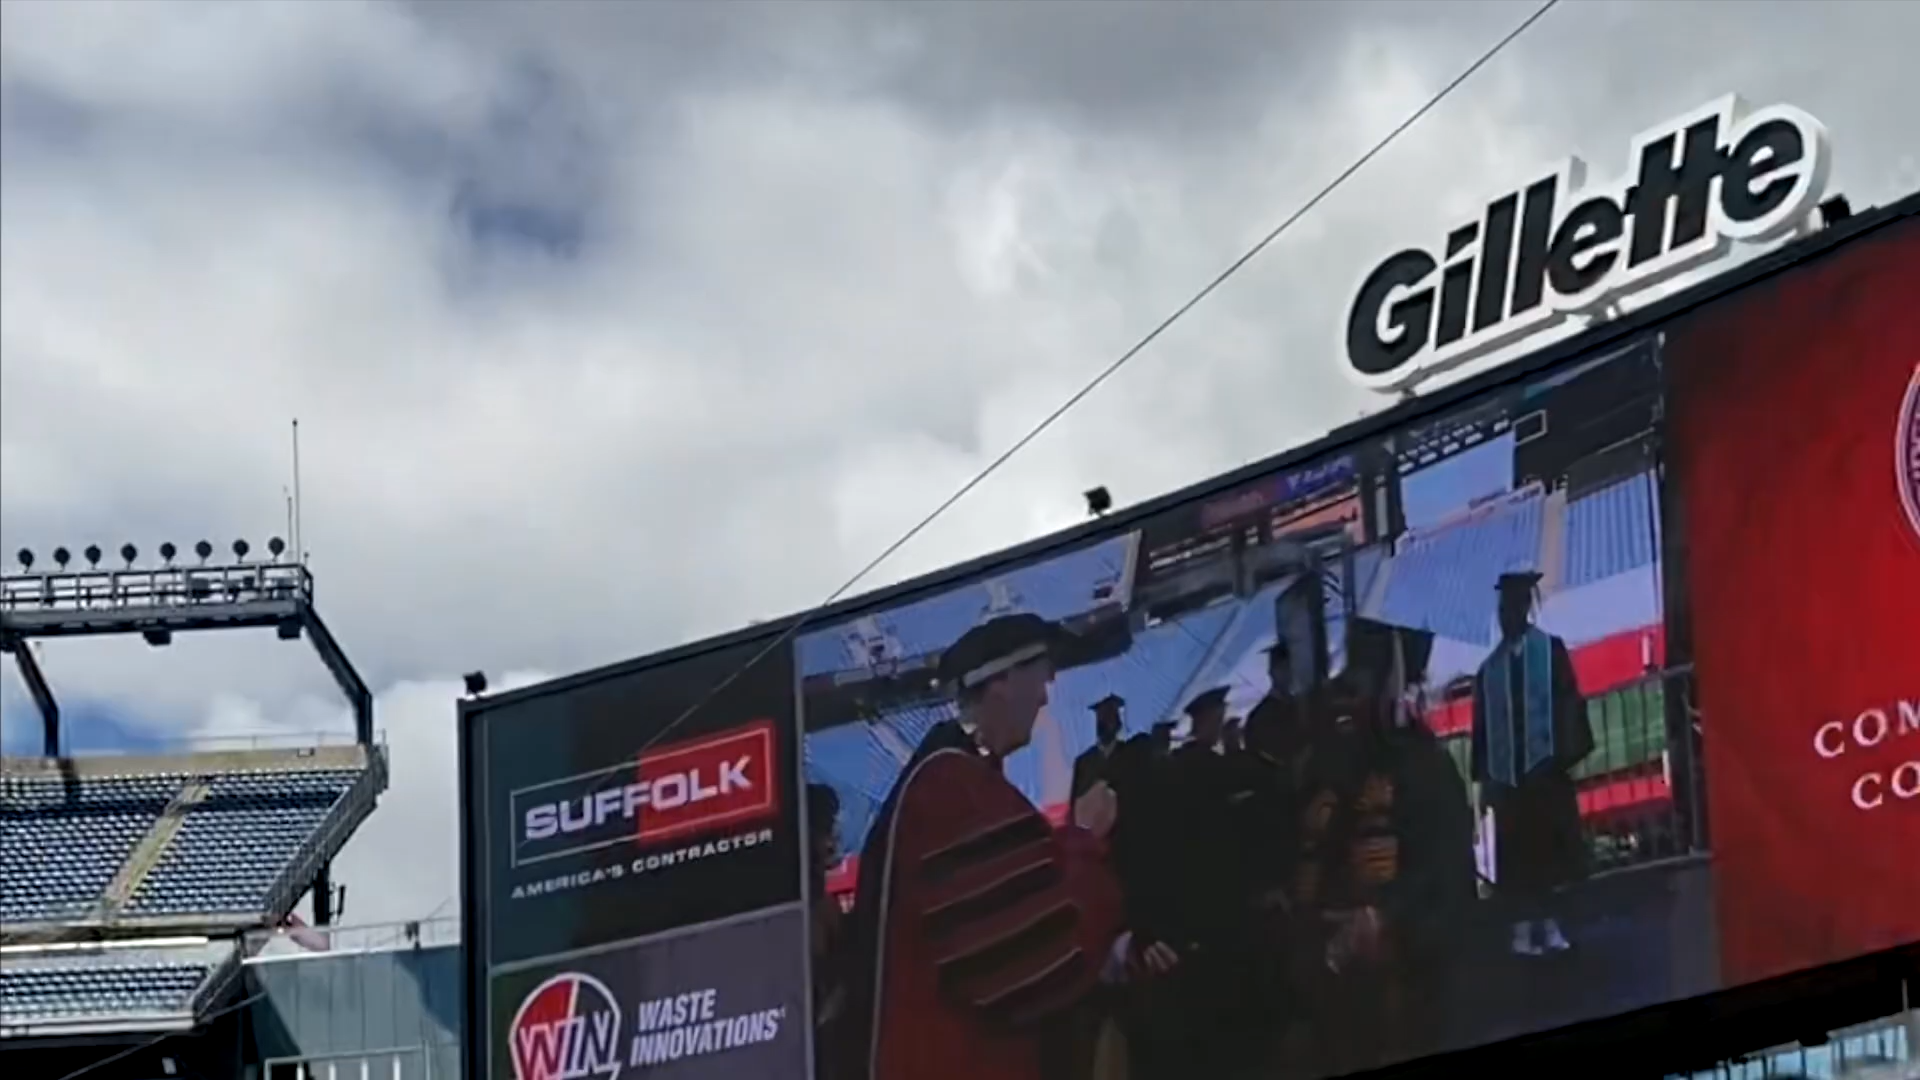 Gillette
SUFFOLK
AMERICA'S CONTRACTOR
WIN
WASTE
INNOVATIONS